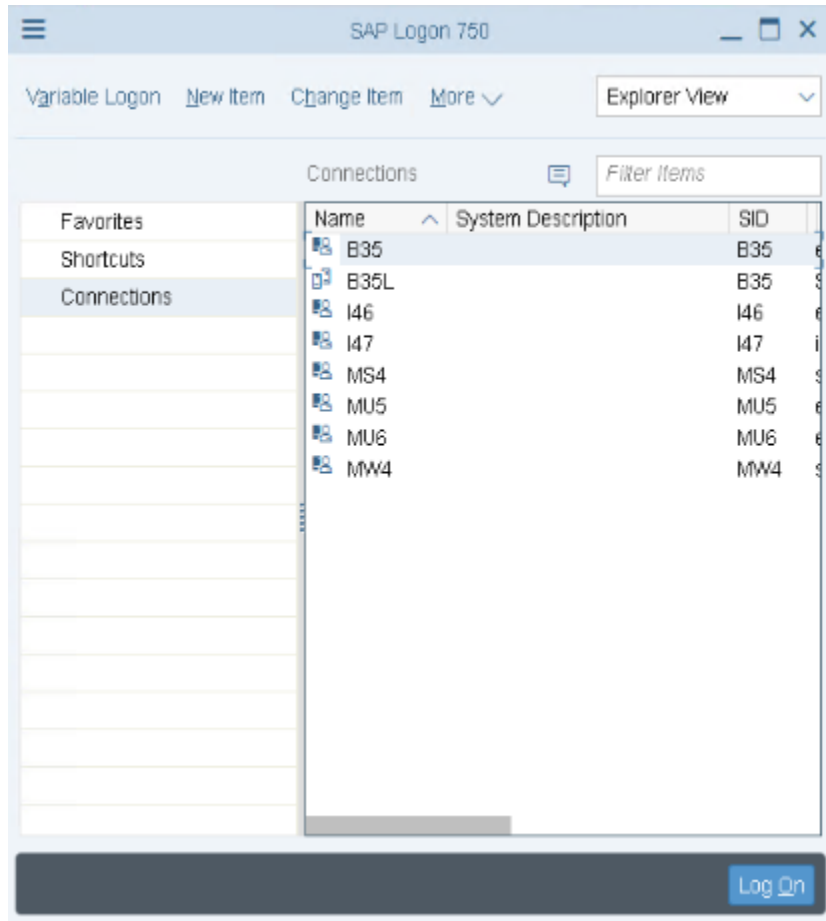 SAP Logon 750
Variable Logon New Item Change Item More Explorer View
Connections Filter Items
Favorites
Shortcuts
Connections
Name System Description SID
B35 B35
B35L B35
I46 I46
I47 I47
MS4 MS4
MU5 MU5
MU6 MU6
MW4 MW4
Log On